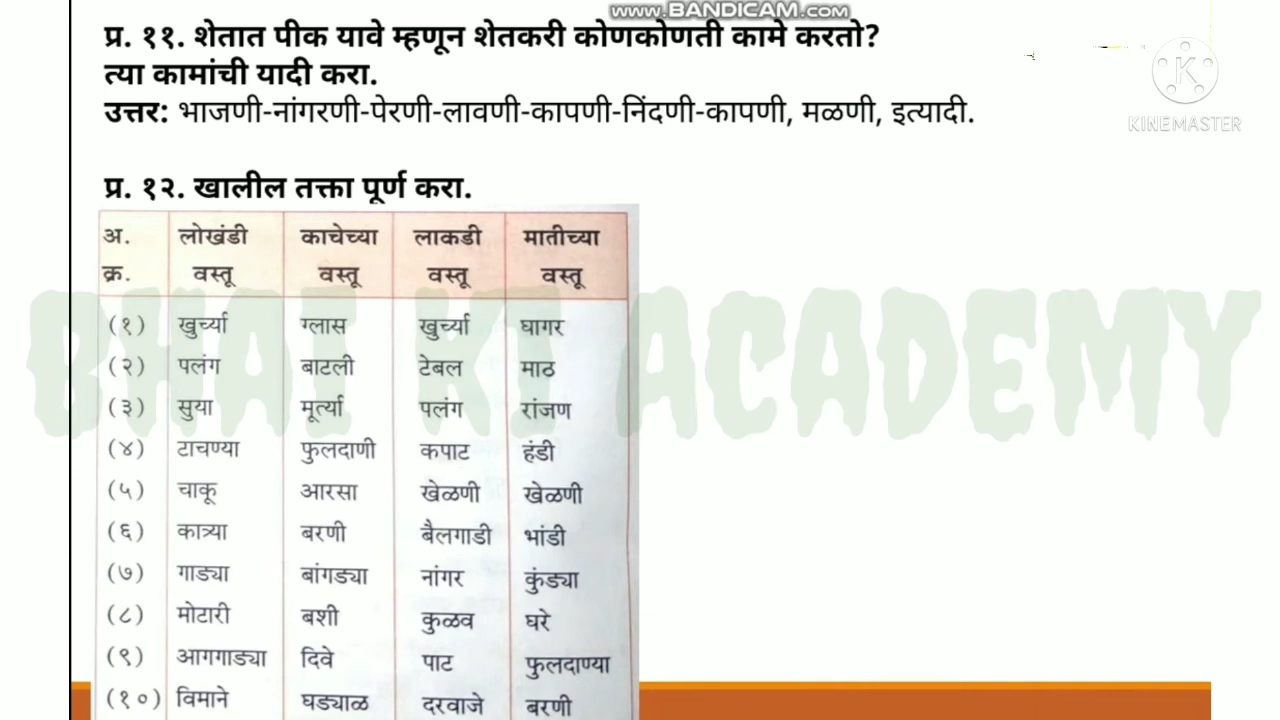 www.BANDICAM.com
प्र. ११. शेतात पीक यावे म्हणून शेतकरी कोणकोणती कामे करतो?
त्या कामांची यादी करा.
उत्तर: भाजणी-नांगरणी-पेरणी-लावणी-कापणी-निंदणी-कापणी, मळणी, इत्यादी.
K
KINEMASTER
प्र. १२. खालील तक्ता पूर्ण करा.
अ. क्र. लोखंडी वस्तू काचेच्या वस्तू लाकडी वस्तू मातीच्या वस्तू
(१) खुर्च्या ग्लास खुर्च्या घागर
(२) पलंग बाटली टेबल माठ
(३) सुया मूर्त्या पलंग रांजण
(४) टाचण्या फुलदाणी कपाट हंडी
(५) चाकू आरसा खेळणी खेळणी
(६) कात्र्या बरणी बैलगाडी भांडी
(७) गाड्या बांगड्या नांगर कुंड्या
(८) मोटारी बशी कुळव घरे
(९) आगगाड्या दिवे पाट फुलदाण्या
(१०) विमाने घड्याळ दरवाजे बरणी
BHAI KI ACADEMY